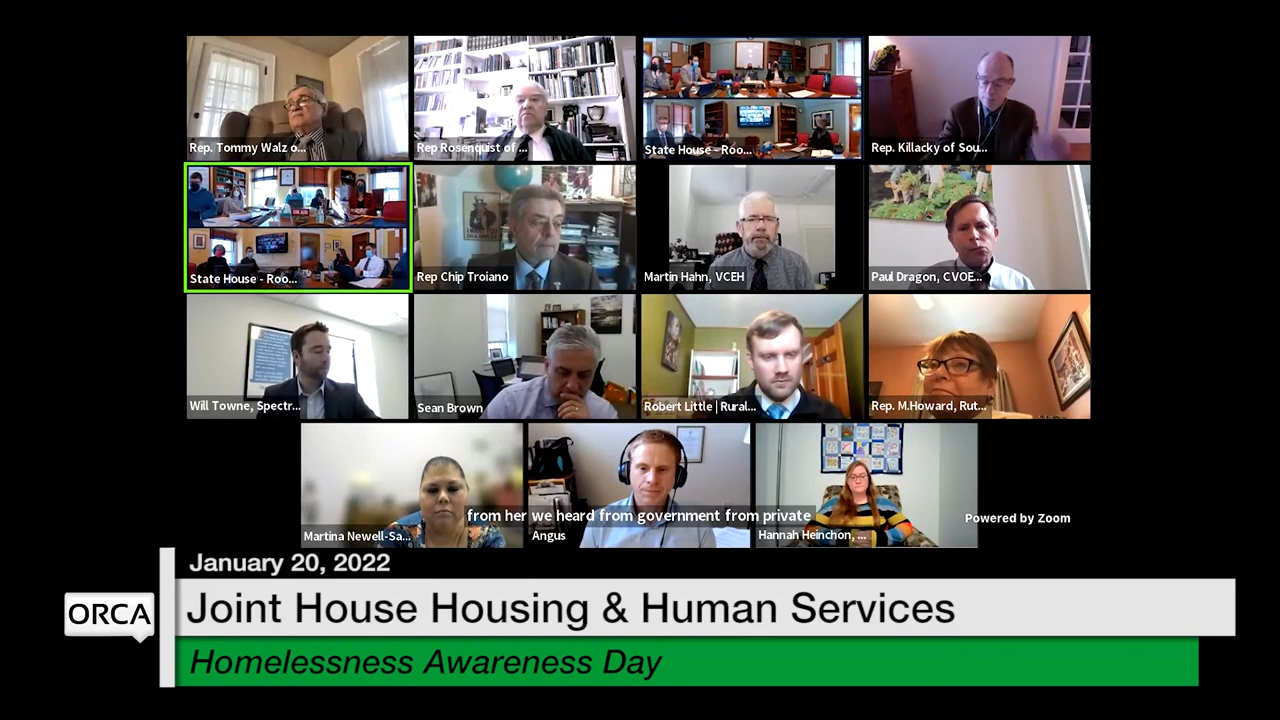 Rep. Tommy Walz o...
Rep Rosenquist of ...
State House - Roo...
Rep. Killacky of Sou...
ON AIR
State House - Roo...
Rep Chip Troiano
Martin Hahn, VCEH
Paul Dragon, CVOE...
Will Towne, Spectr...
Sean Brown
Robert Little | Rural...
Rep. M.Howard, Rut...
from her we heard from government from private
Martina Newell-Sa...
Angus
Hannah Heinchon, ...
Powered by Zoom
January 20, 2022
ORCA
Joint House Housing & Human Services
Homelessness Awareness Day